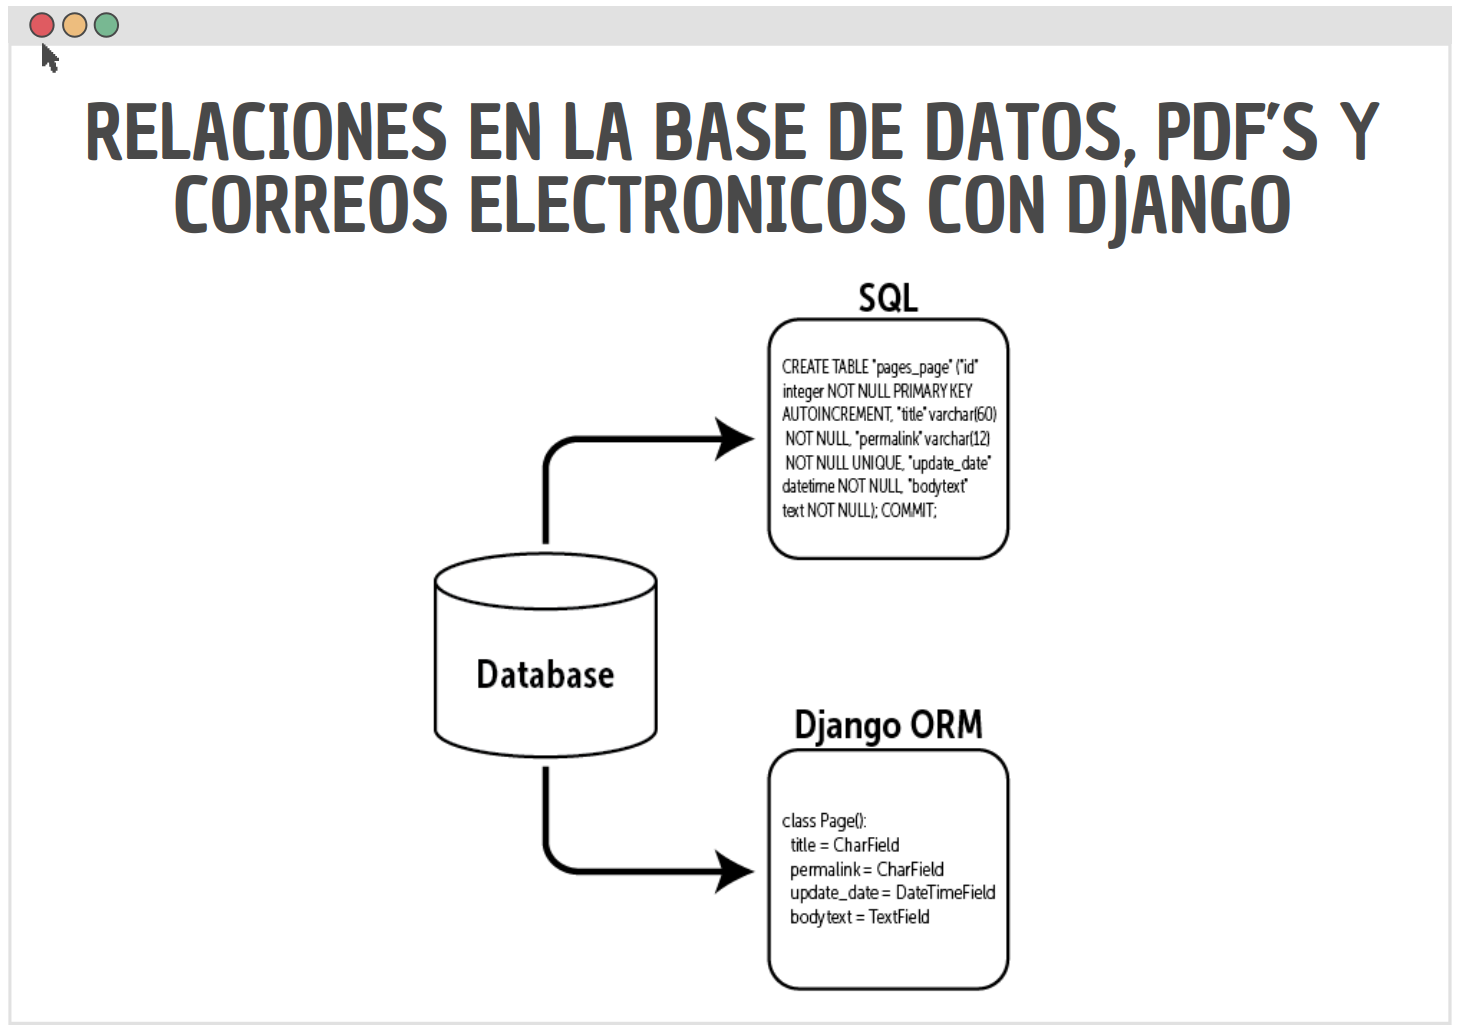 RELACIONES EN LA BASE DE DATOS, PDF'S Y
CORREOS ELECTRONICOS CON DJANGO
SQL
CREATE TABLE "pages_page" ("id"
integer NOT NULL PRIMARY KEY
AUTOINCREMENT, "title" varchar(60)
NOT NULL, "permalink" varchar(12)
NOT NULL UNIQUE, "update_date"
datetime NOT NULL, "bodytext"
text NOT NULL); COMMIT;
Database
Django ORM
class Page():
title = CharField
permalink = CharField
update_date = DateTimeField
bodytext = TextField